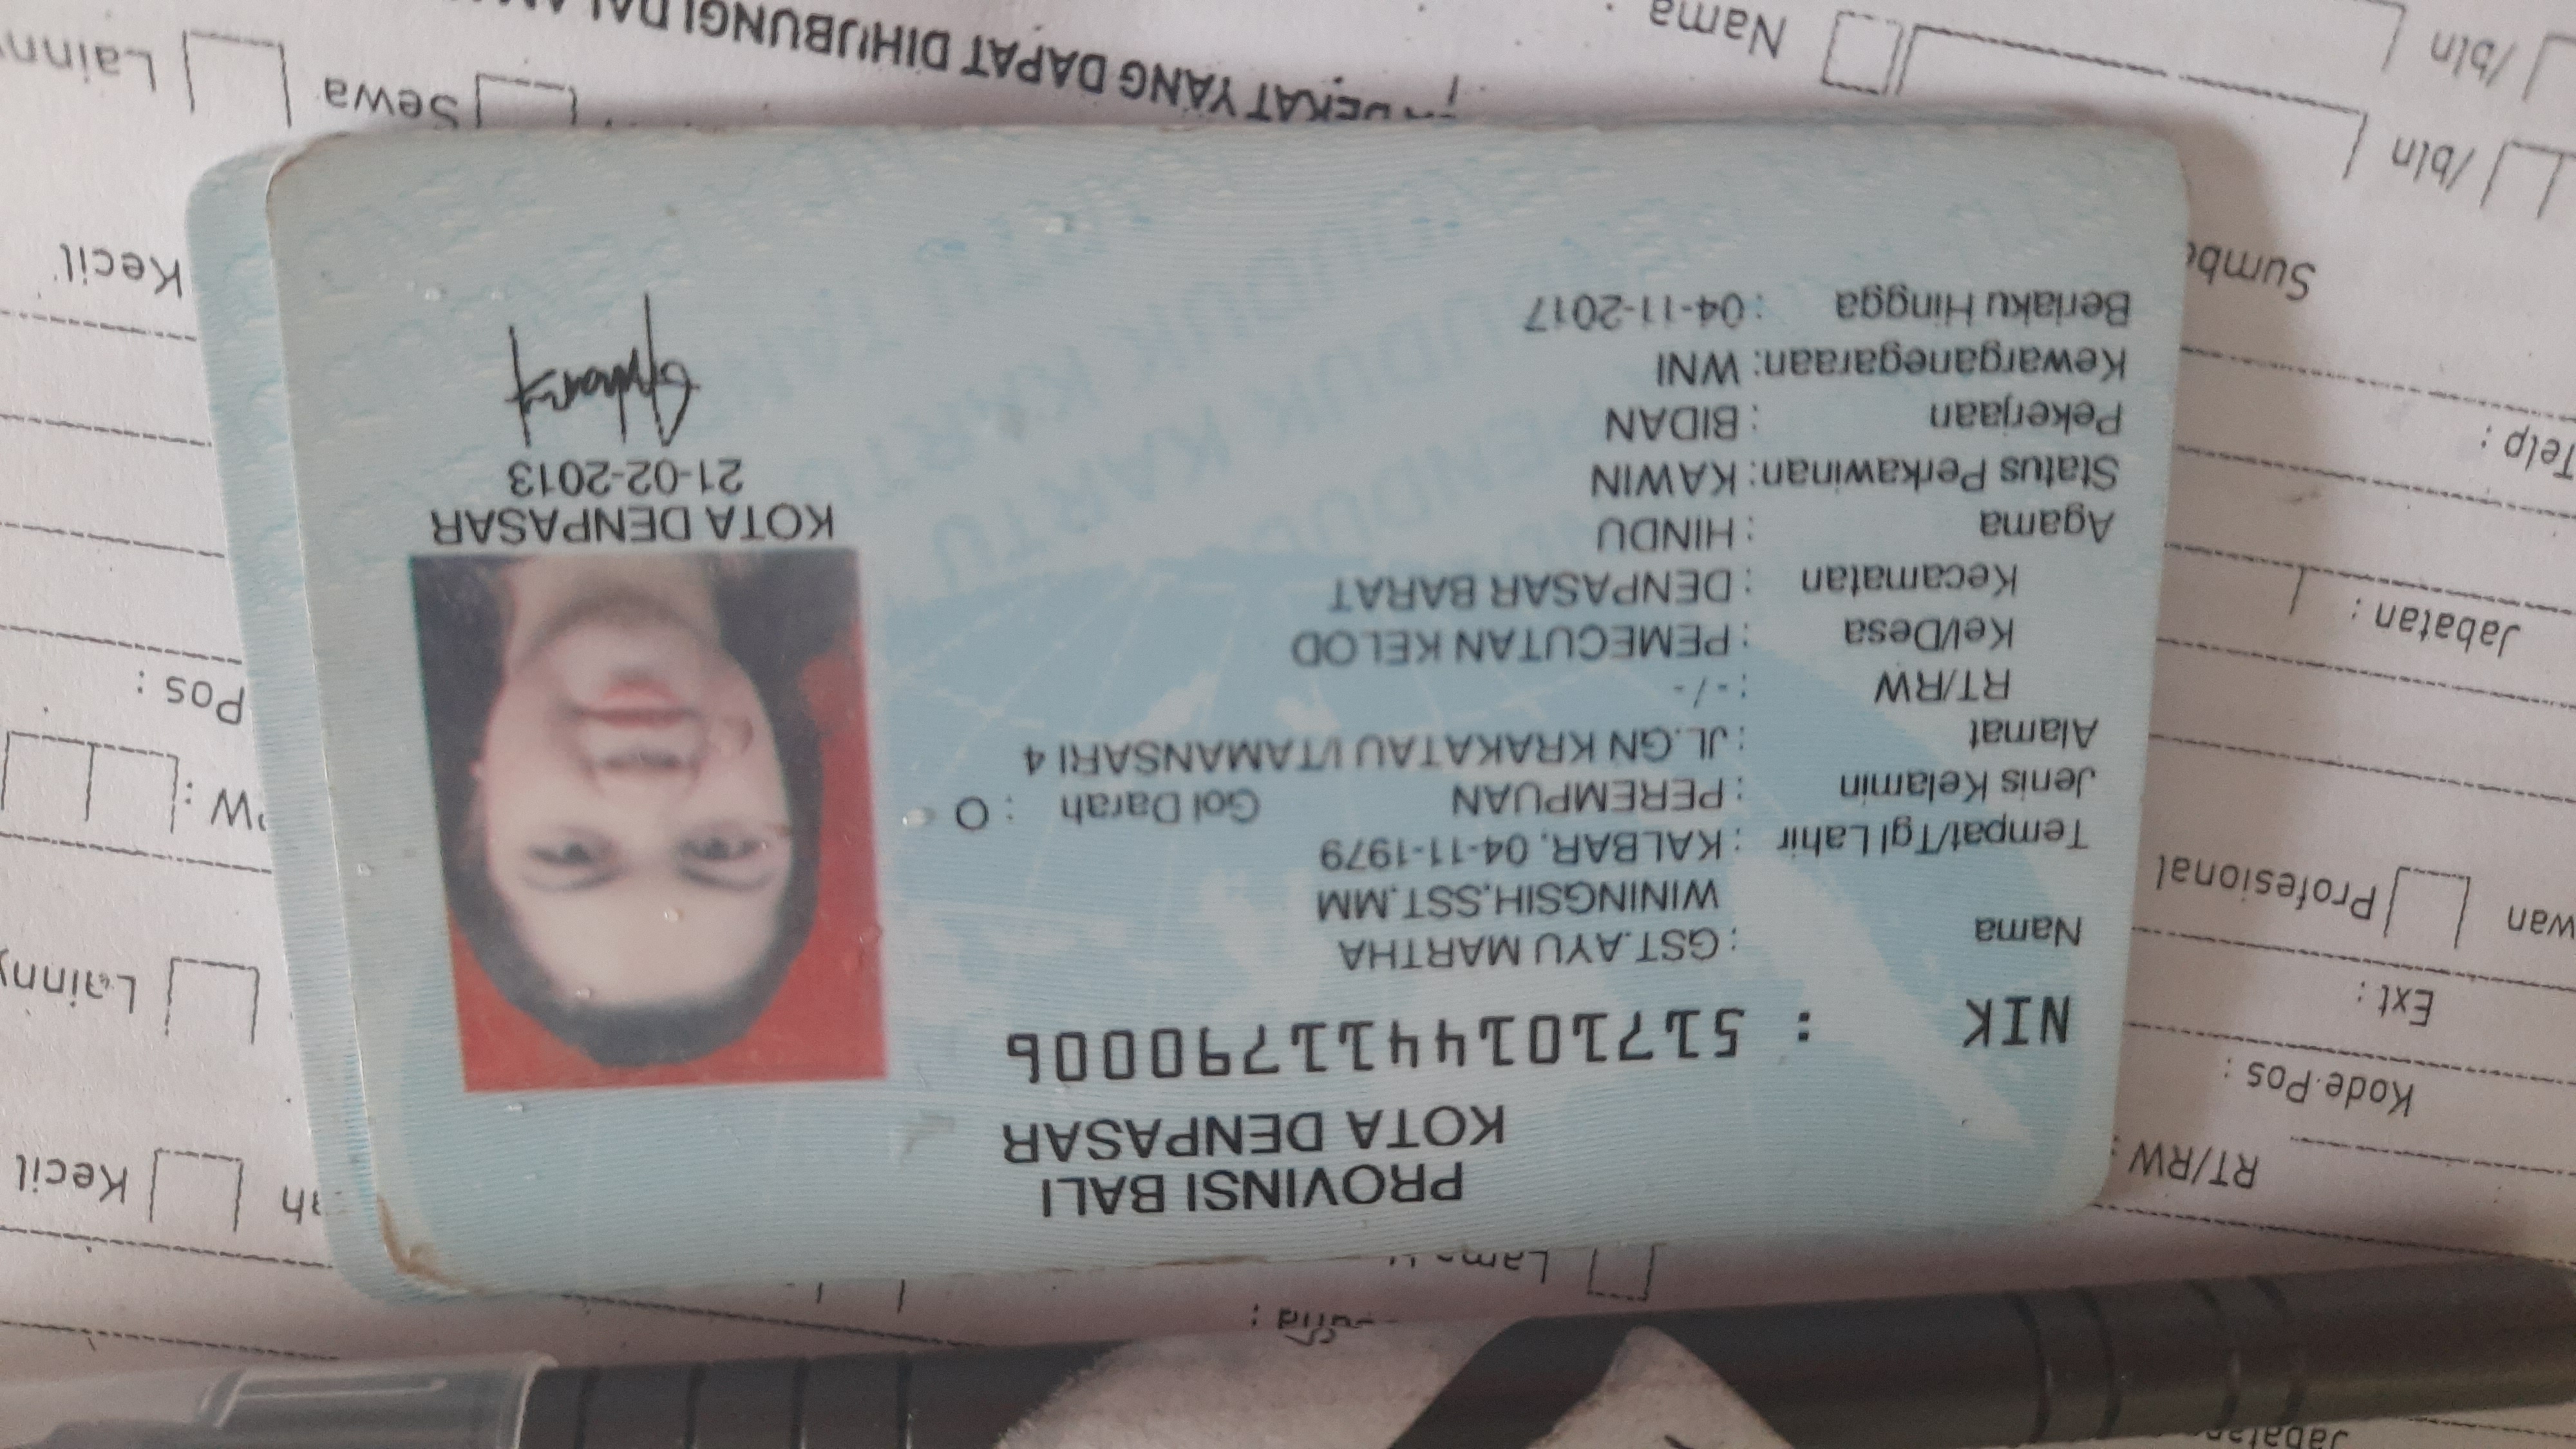 Jabatan
Lama
RT/RW :
Kode Pos :
Ext :
wan
Profesional
Jabatan :
Telp :
/bln
/bln
Nama
PROVINSI BALI
KOTA DENPASAR
NIK : 5171014411790006
Nama : GST.AYU MARTHA
WININGSIH.SST.MM
Tempat/Tgl Lahir : KALBAR, 04-11-1979
Jenis Kelamin : PEREMPUAN Gol Darah : O
Alamat : JL.GN KRAKATAU I/TAMANSARI 4
RT/RW : - / -
Kel/Desa : PEMECUTAN KELOD
Kecamatan : DENPASAR BARAT
Agama : HINDU
Status Perkawinan : KAWIN
Pekerjaan : BIDAN
Kewarganegaraan : WNI
Berlaku Hingga : 04-11-2017
KOTA DENPASAR
21-02-2013
ah
Kecil
Lainny
Pos :
Kecil
Sewa
Lainny
DEKAT YANG DAPAT DIHUBUNGI